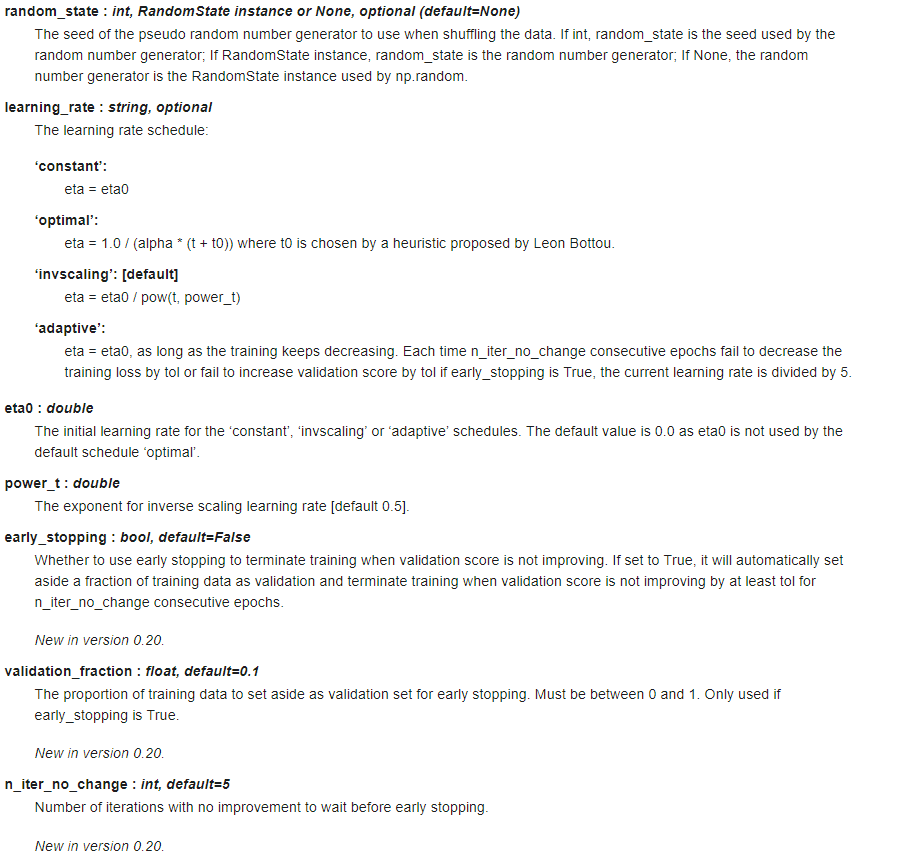 random_state : int, RandomState instance or None, optional (default=None)
The seed of the pseudo random number generator to use when shuffling the data. If int, random_state is the seed used by the
random number generator; If RandomState instance, random_state is the random number generator; If None, the random
number generator is the RandomState instance used by np.random.
learning_rate : string, optional
The learning rate schedule:
‘constant’:
eta = eta0
‘optimal’:
eta = 1.0 / (alpha * (t + t0)) where t0 is chosen by a heuristic proposed by Leon Bottou.
‘invscaling’: [default]
eta = eta0 / pow(t, power_t)
‘adaptive’:
eta = eta0, as long as the training keeps decreasing. Each time n_iter_no_change consecutive epochs fail to decrease the
training loss by tol or fail to increase validation score by tol if early_stopping is True, the current learning rate is divided by 5.
eta0 : double
The initial learning rate for the ‘constant’, ‘invscaling’ or ‘adaptive’ schedules. The default value is 0.0 as eta0 is not used by the
default schedule ‘optimal’.
power_t : double
The exponent for inverse scaling learning rate [default 0.5].
early_stopping : bool, default=False
Whether to use early stopping to terminate training when validation score is not improving. If set to True, it will automatically set
aside a fraction of training data as validation and terminate training when validation score is not improving by at least tol for
n_iter_no_change consecutive epochs.
New in version 0.20.
validation_fraction : float, default=0.1
The proportion of training data to set aside as validation set for early stopping. Must be between 0 and 1. Only used if
early_stopping is True.
New in version 0.20.
n_iter_no_change : int, default=5
Number of iterations with no improvement to wait before early stopping.
New in version 0.20.